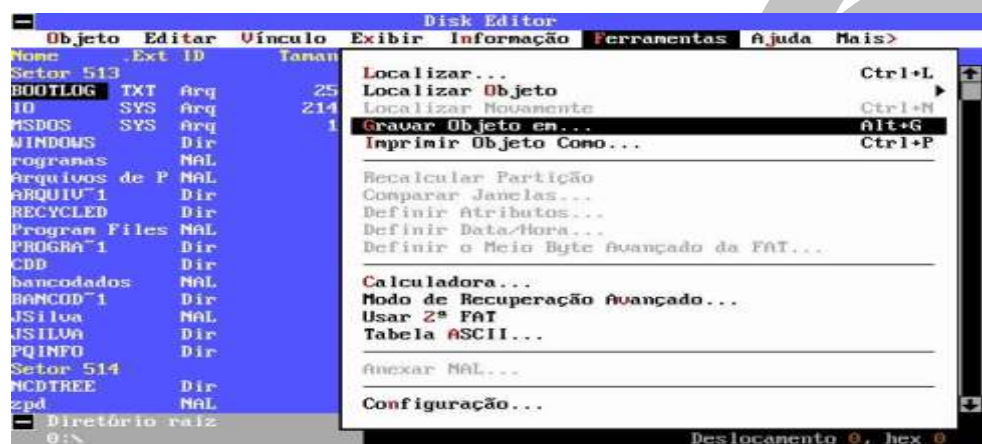 Disk Editor
Objeto Editar Vínculo Exibir Informação Ferramentas Ajuda Mais>
Nome .Ext ID Taman
Setor 513
BOOTLOG TXT Arq 25
IO SYS Arq 214
MSDOS SYS Arq 1
WINDOWS Dir
rogramas NAL
Arquivos de P NAL
ARQUIV~1 Dir
RECYCLED Dir
Program Files NAL
PROGRA~1 Dir
CDD Dir
bancodados NAL
BANCOD~1 Dir
JSilva NAL
JSILVA Dir
PQINFO Dir
Setor 514
NCDTREE Dir
zpd NAL
Localizar... Ctrl+L
Localizar Objeto
Localizar Novamente Ctrl+N
Gravar Objeto em... Alt+G
Imprimir Objeto Como... Ctrl+P
Recalcular Partição
Comparar Janelas...
Definir Atributos...
Definir Data/Hora...
Definir o Meio Byte Avançado da FAT...
Calculadora...
Modo de Recuperação Avançado...
Usar 2ª FAT
Tabela ASCII...
Anexar NAL...
Configuração...
Diretório raiz
0:\
Deslocamento 0, hex 0